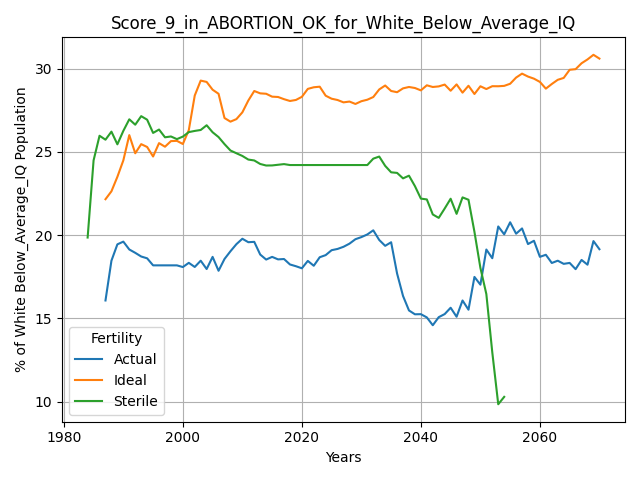 Score_9_in_ABORTION_OK_for_White_Below_Average_IQ
% of White Below_Average_IQ Population
30
25
20
15
10
Fertility
Actual
Ideal
Sterile
1980
2000
2020
2040
2060
Years